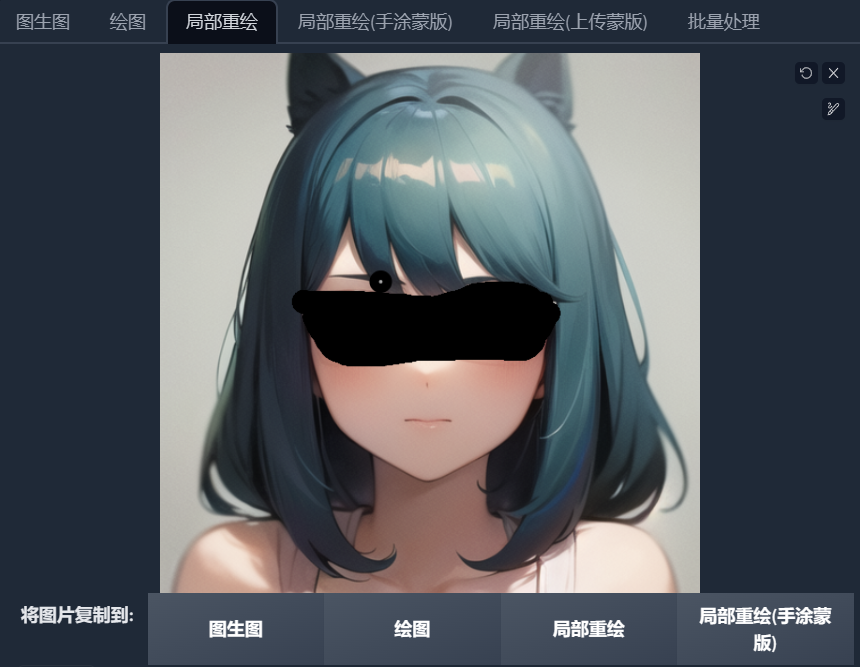 图生图 绘图 局部重绘 局部重绘(手涂蒙版) 局部重绘(上传蒙版) 批量处理
将图片复制到: 图生图 绘图 局部重绘 局部重绘(手涂蒙
版)